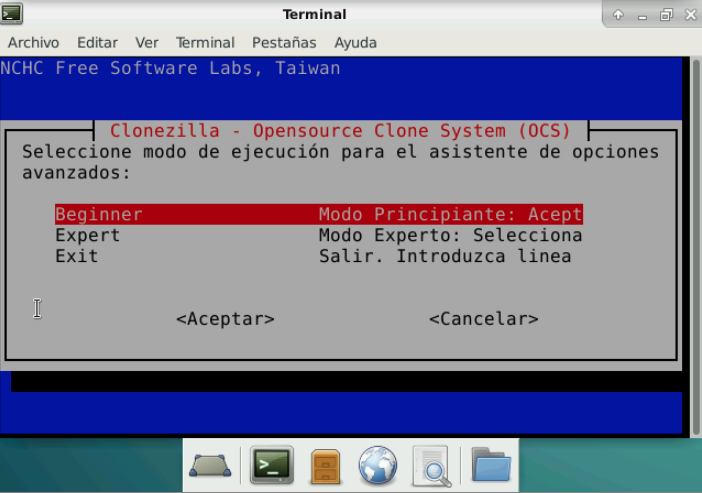 Terminal
Archivo Editar Ver Terminal Pestañas Ayuda
NCHC Free Software Labs, Taiwan
Clonezilla - Opensource Clone System (OCS)
Seleccione modo de ejecución para el asistente de opciones
avanzados:
Beginner Modo Principiante: Acept
Expert Modo Experto: Selecciona
Exit Salir. Introduzca linea
<Aceptar> <Cancelar>